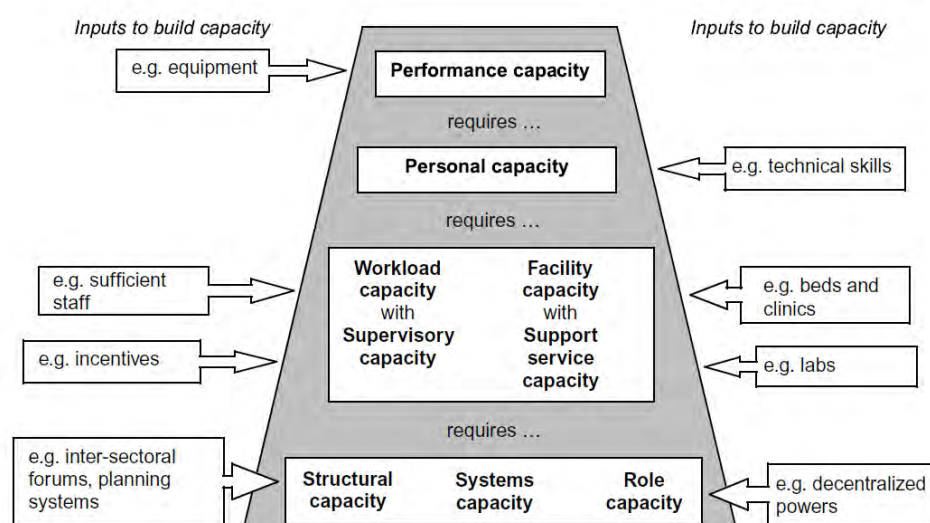 Inputs to build capacity
Inputs to build capacity
e.g. equipment
Performance capacity
requires …
Personal capacity
e.g. technical skills
requires …
e.g. sufficient
staff
Workload
capacity
with
Supervisory
capacity
Facility
capacity
with
Support
service
capacity
e.g. beds and
clinics
e.g. incentives
e.g. labs
requires …
e.g. inter-sectoral
forums, planning
systems
Structural
capacity
Systems
capacity
Role
capacity
e.g. decentralized
powers